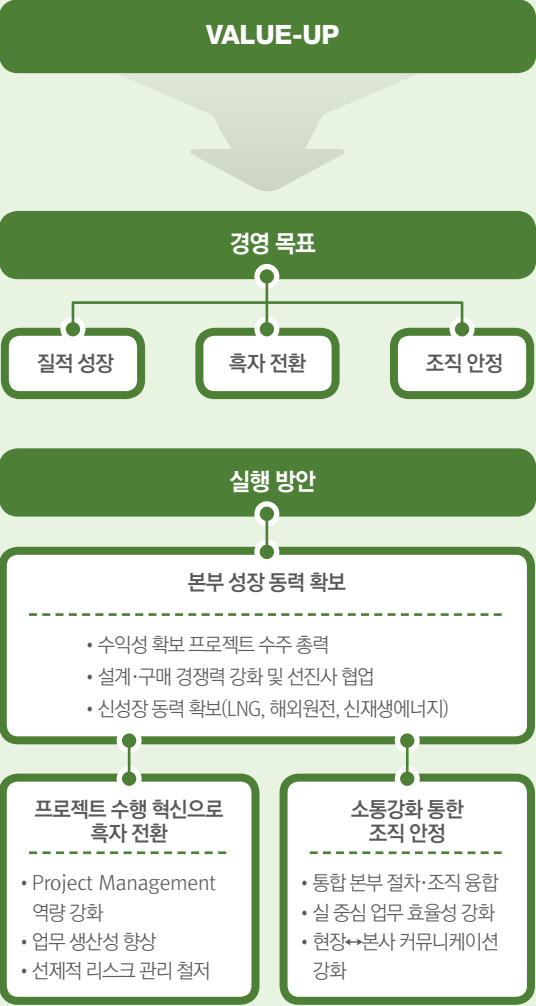 VALUE-UP
경영 목표
질적 성장
흑자 전환
조직 안정
실행 방안
본부 성장 동력 확보
• 수익성 확보 프로젝트 수주 총력
• 설계·구매 경쟁력 강화 및 선진사 협업
• 신성장 동력 확보(LNG, 해외원전, 신재생에너지)
프로젝트 수행 혁신으로
흑자 전환
• Project Management
역량 강화
• 업무 생산성 향상
• 선제적 리스크 관리 철저
소통강화 통한
조직 안정
• 통합 본부 절차·조직 융합
• 실 중심 업무 효율성 강화
• 현장↔본사 커뮤니케이션
강화